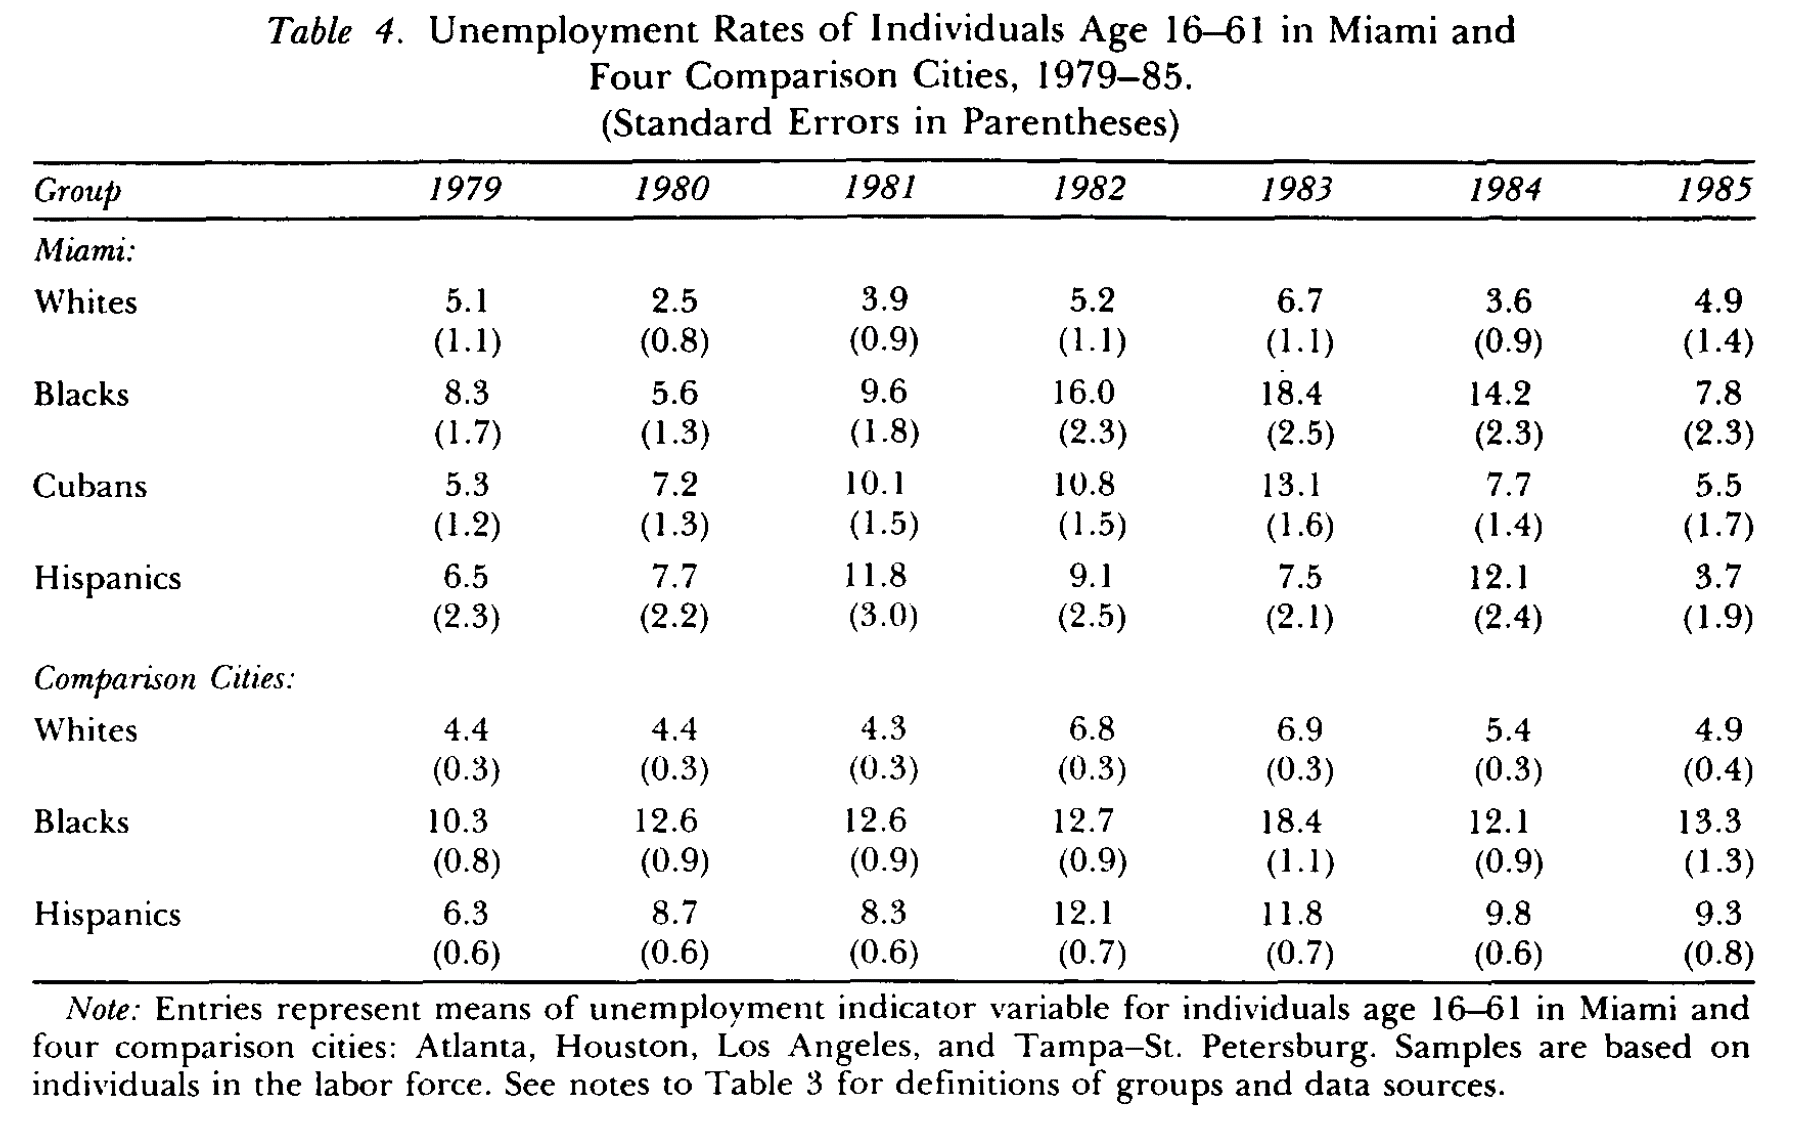 Table 4. Unemployment Rates of Individuals Age 16–61 in Miami and
Four Comparison Cities, 1979–85.
(Standard Errors in Parentheses)
Group 1979 1980 1981 1982 1983 1984 1985
Miami:
Whites 5.1 2.5 3.9 5.2 6.7 3.6 4.9
(1.1) (0.8) (0.9) (1.1) (1.1) (0.9) (1.4)
Blacks 8.3 5.6 9.6 16.0 18.4 14.2 7.8
(1.7) (1.3) (1.8) (2.3) (2.5) (2.3) (2.3)
Cubans 5.3 7.2 10.1 10.8 13.1 7.7 5.5
(1.2) (1.3) (1.5) (1.5) (1.6) (1.4) (1.7)
Hispanics 6.5 7.7 11.8 9.1 7.5 12.1 3.7
(2.3) (2.2) (3.0) (2.5) (2.1) (2.4) (1.9)
Comparison Cities:
Whites 4.4 4.4 4.3 6.8 6.9 5.4 4.9
(0.3) (0.3) (0.3) (0.3) (0.3) (0.3) (0.4)
Blacks 10.3 12.6 12.6 12.7 18.4 12.1 13.3
(0.8) (0.9) (0.9) (0.9) (1.1) (0.9) (1.3)
Hispanics 6.3 8.7 8.3 12.1 11.8 9.8 9.3
(0.6) (0.6) (0.6) (0.7) (0.7) (0.6) (0.8)
Note: Entries represent means of unemployment indicator variable for individuals age 16–61 in Miami and
four comparison cities: Atlanta, Houston, Los Angeles, and Tampa–St. Petersburg. Samples are based on
individuals in the labor force. See notes to Table 3 for definitions of groups and data sources.